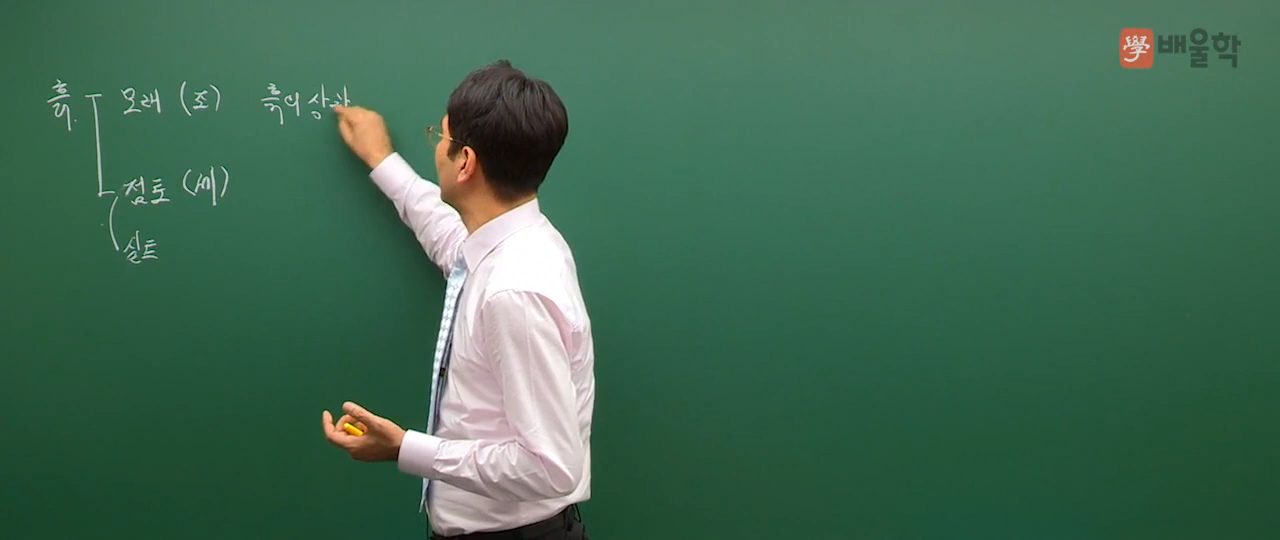 學 배울학
흙 모래 (조) 흙의 상
점토 (세)
실트